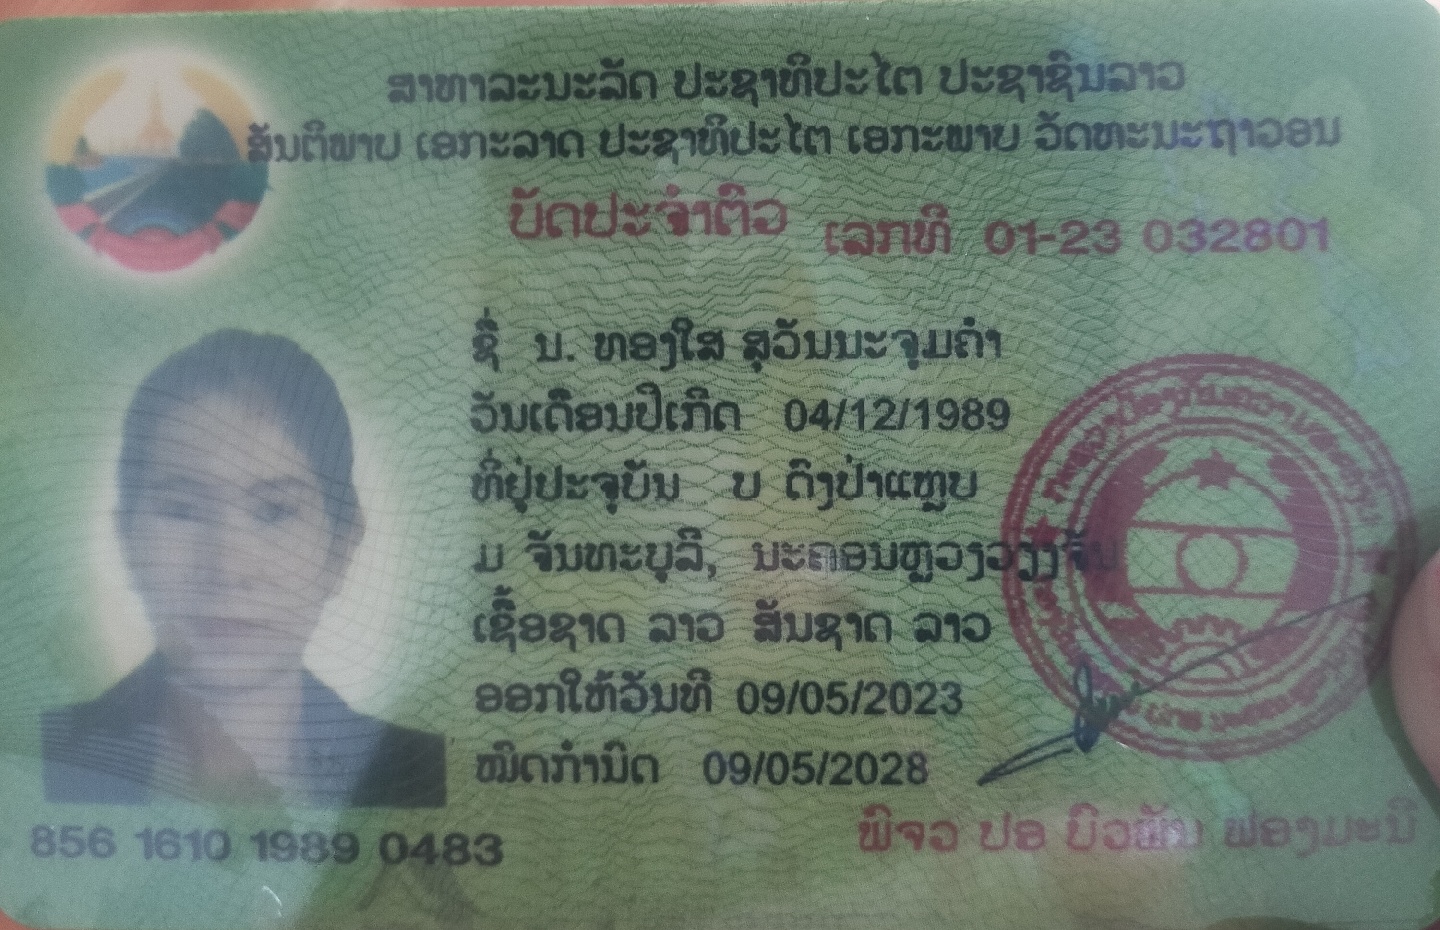 ສາທາລະນະລັດ ປະຊາທິປະໄຕ ປະຊາຊົນລາວ
ສັນຕິພາບ ເອກະລາດ ປະຊາທິປະໄຕ ເອກະພາບ ວັດທະນະຖາວອນ
ບັດປະຈຳຕົວ ເລກທີ 01-23 032801
ຊື່ ນ. ທອງໃສ ສຸວັນນະຈູມຄຳ
ວັນເດືອນປີເກີດ 04/12/1989
ທີ່ຢູ່ປະຈຸບັນ ບ ດົງປ່າແຫຼບ
ມ ຈັນທະບູລີ, ນະຄອນຫຼວງວຽງຈັນ
ເຊື້ອຊາດ ລາວ ສັນຊາດ ລາວ
ອອກໃຫ້ວັນທີ 09/05/2023
ໝົດກຳນົດ 09/05/2028
856 1610 1989 0483
ພົຈວ ປອ ບົວພັນ ຟອງມະນີ